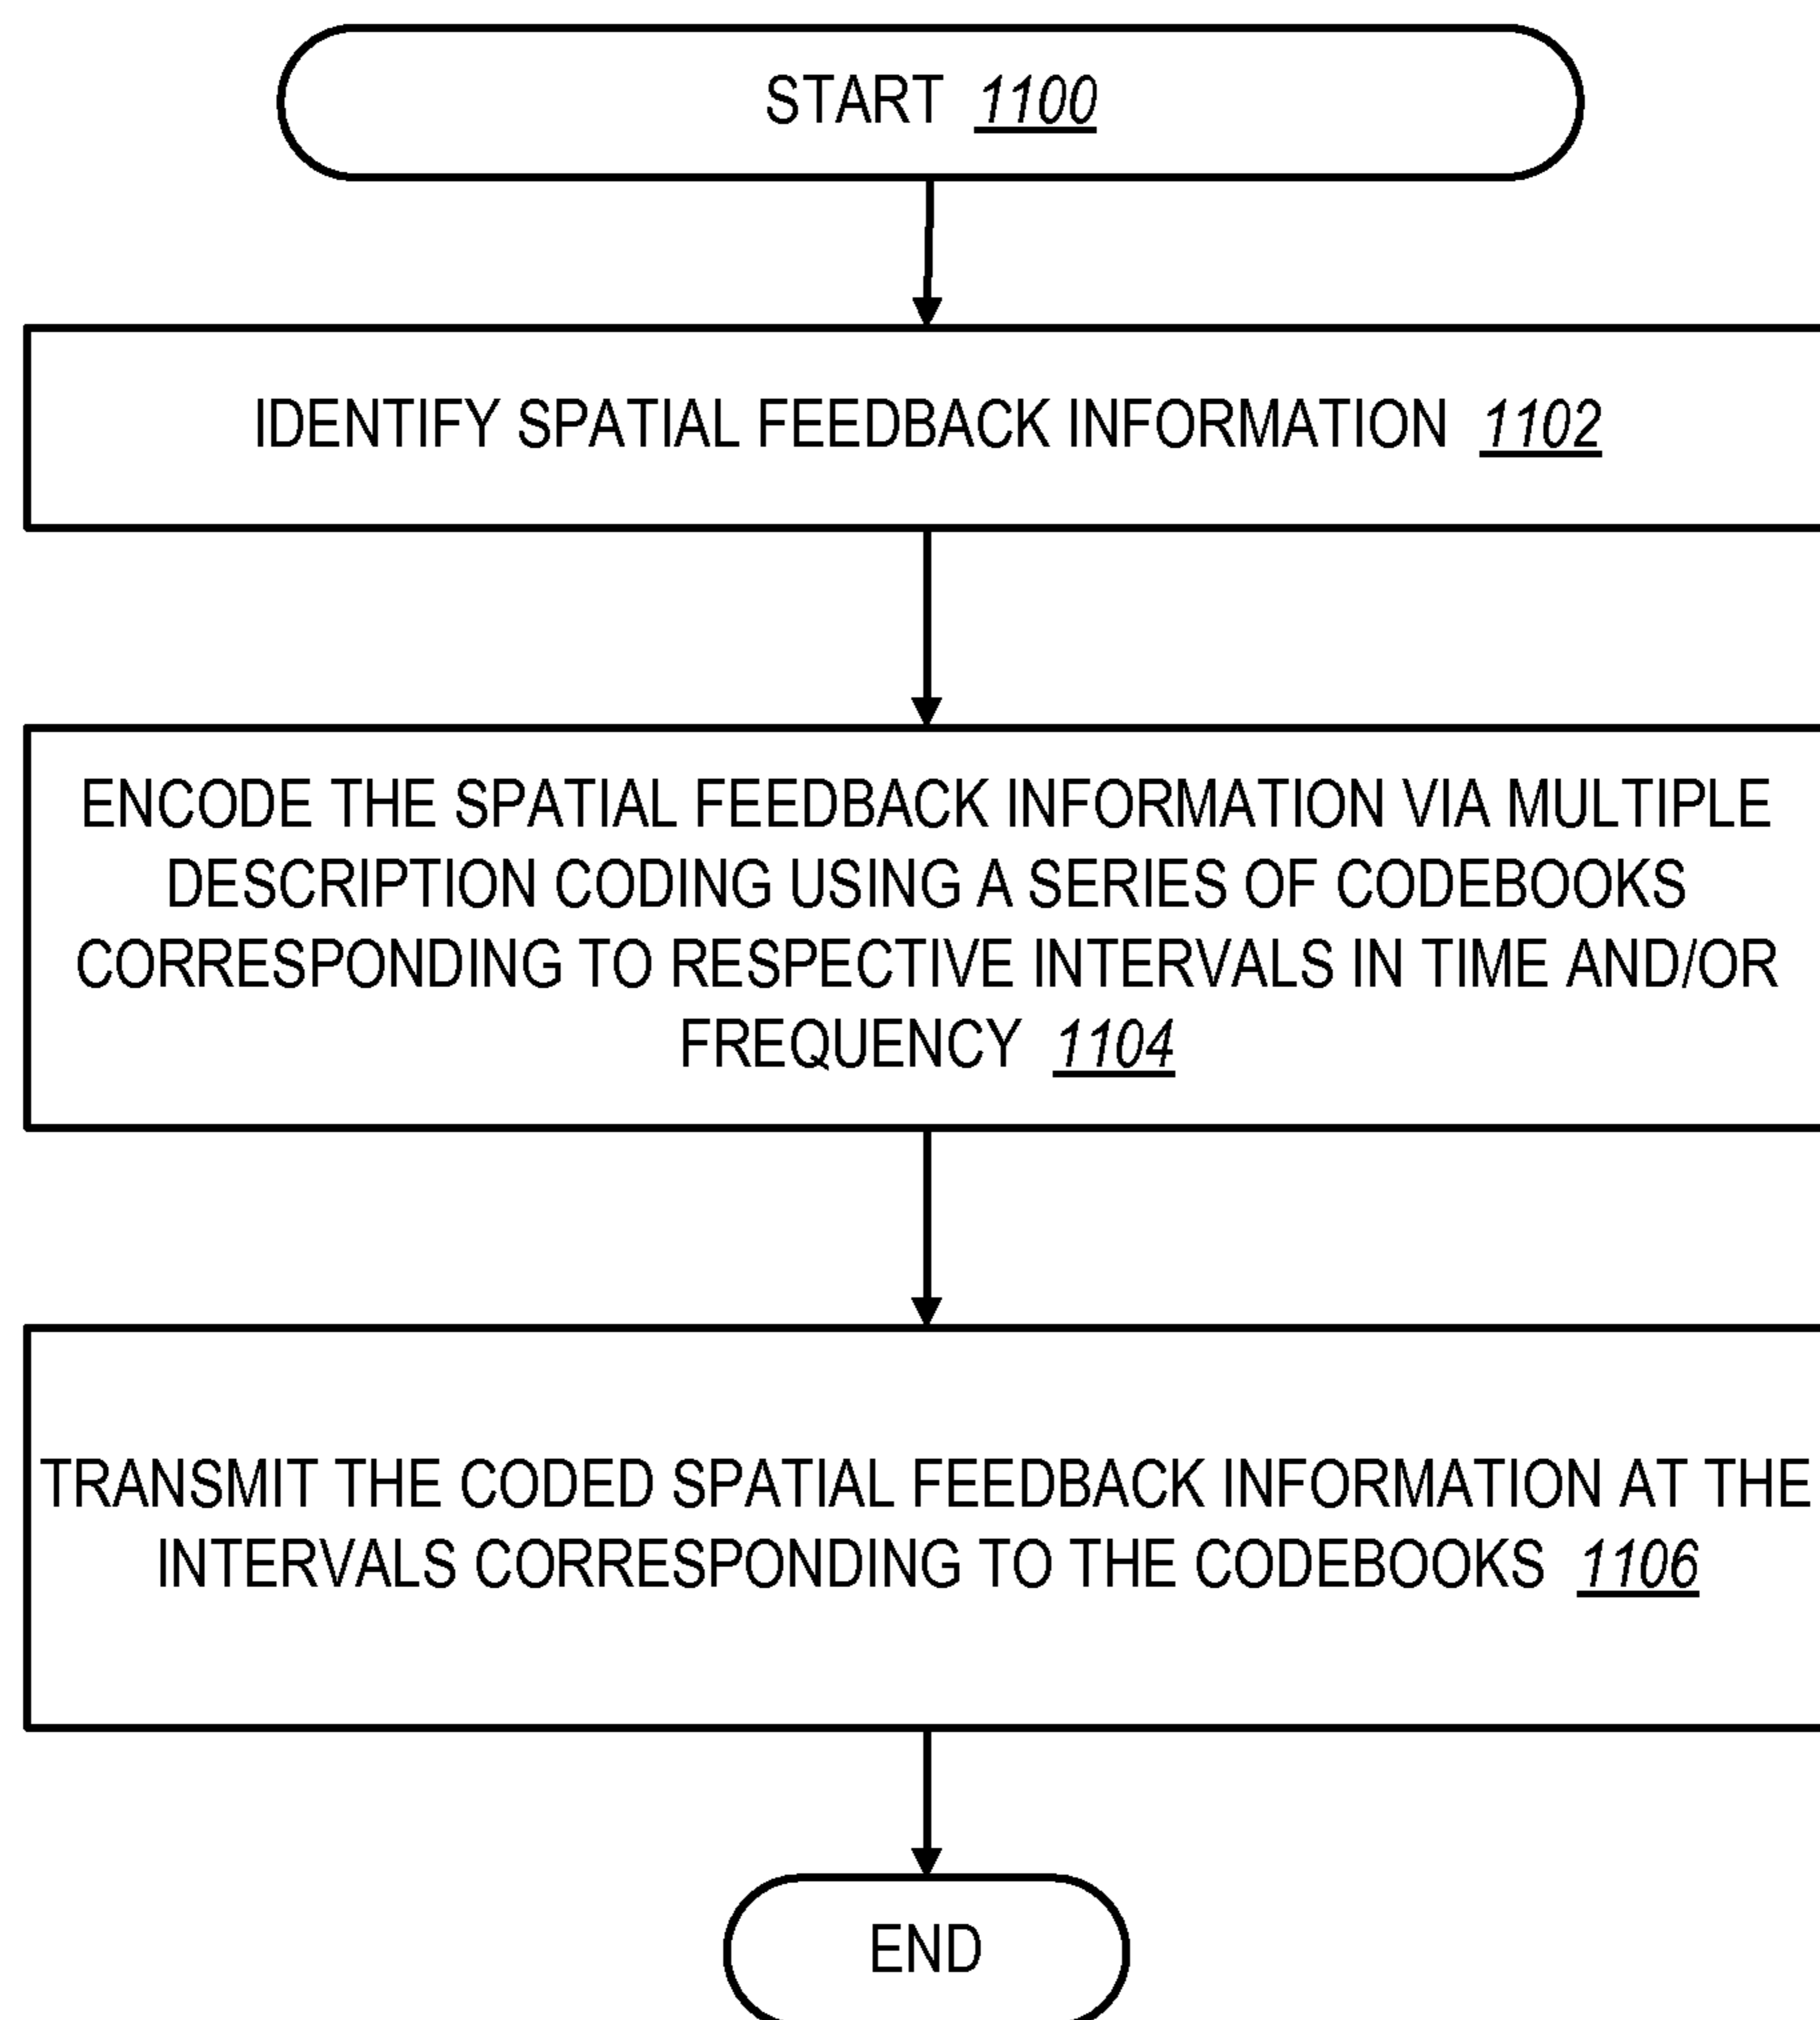 START 1100
IDENTIFY SPATIAL FEEDBACK INFORMATION 1102
ENCODE THE SPATIAL FEEDBACK INFORMATION VIA MULTIPLE
DESCRIPTION CODING USING A SERIES OF CODEBOOKS
CORRESPONDING TO RESPECTIVE INTERVALS IN TIME AND/OR
FREQUENCY 1104
TRANSMIT THE CODED SPATIAL FEEDBACK INFORMATION AT THE
INTERVALS CORRESPONDING TO THE CODEBOOKS 1106
END